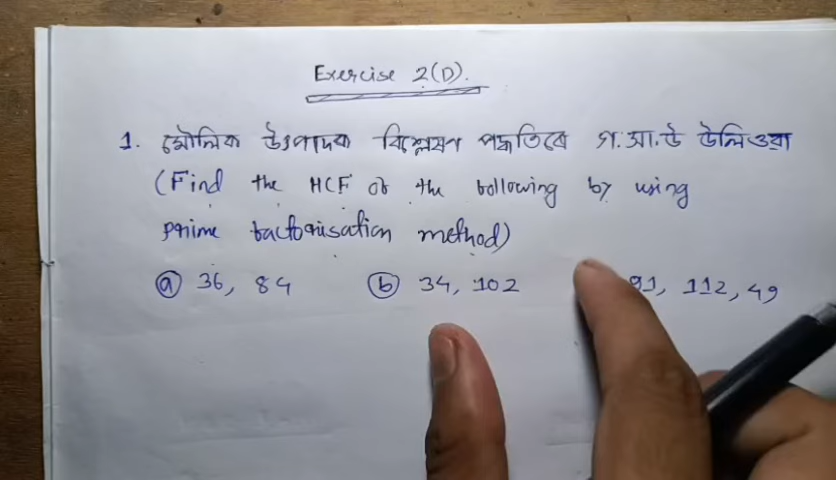 Exercise 2(D).
1. মৌলিক উৎপাদক বিশ্লেষণ পদ্ধতিৰে গ.সা.উ উলিওৱা
(Find the HCF of the following by using
prime factorisation method)
ⓐ 36, 84 ⓑ 34, 102 91, 112, 49